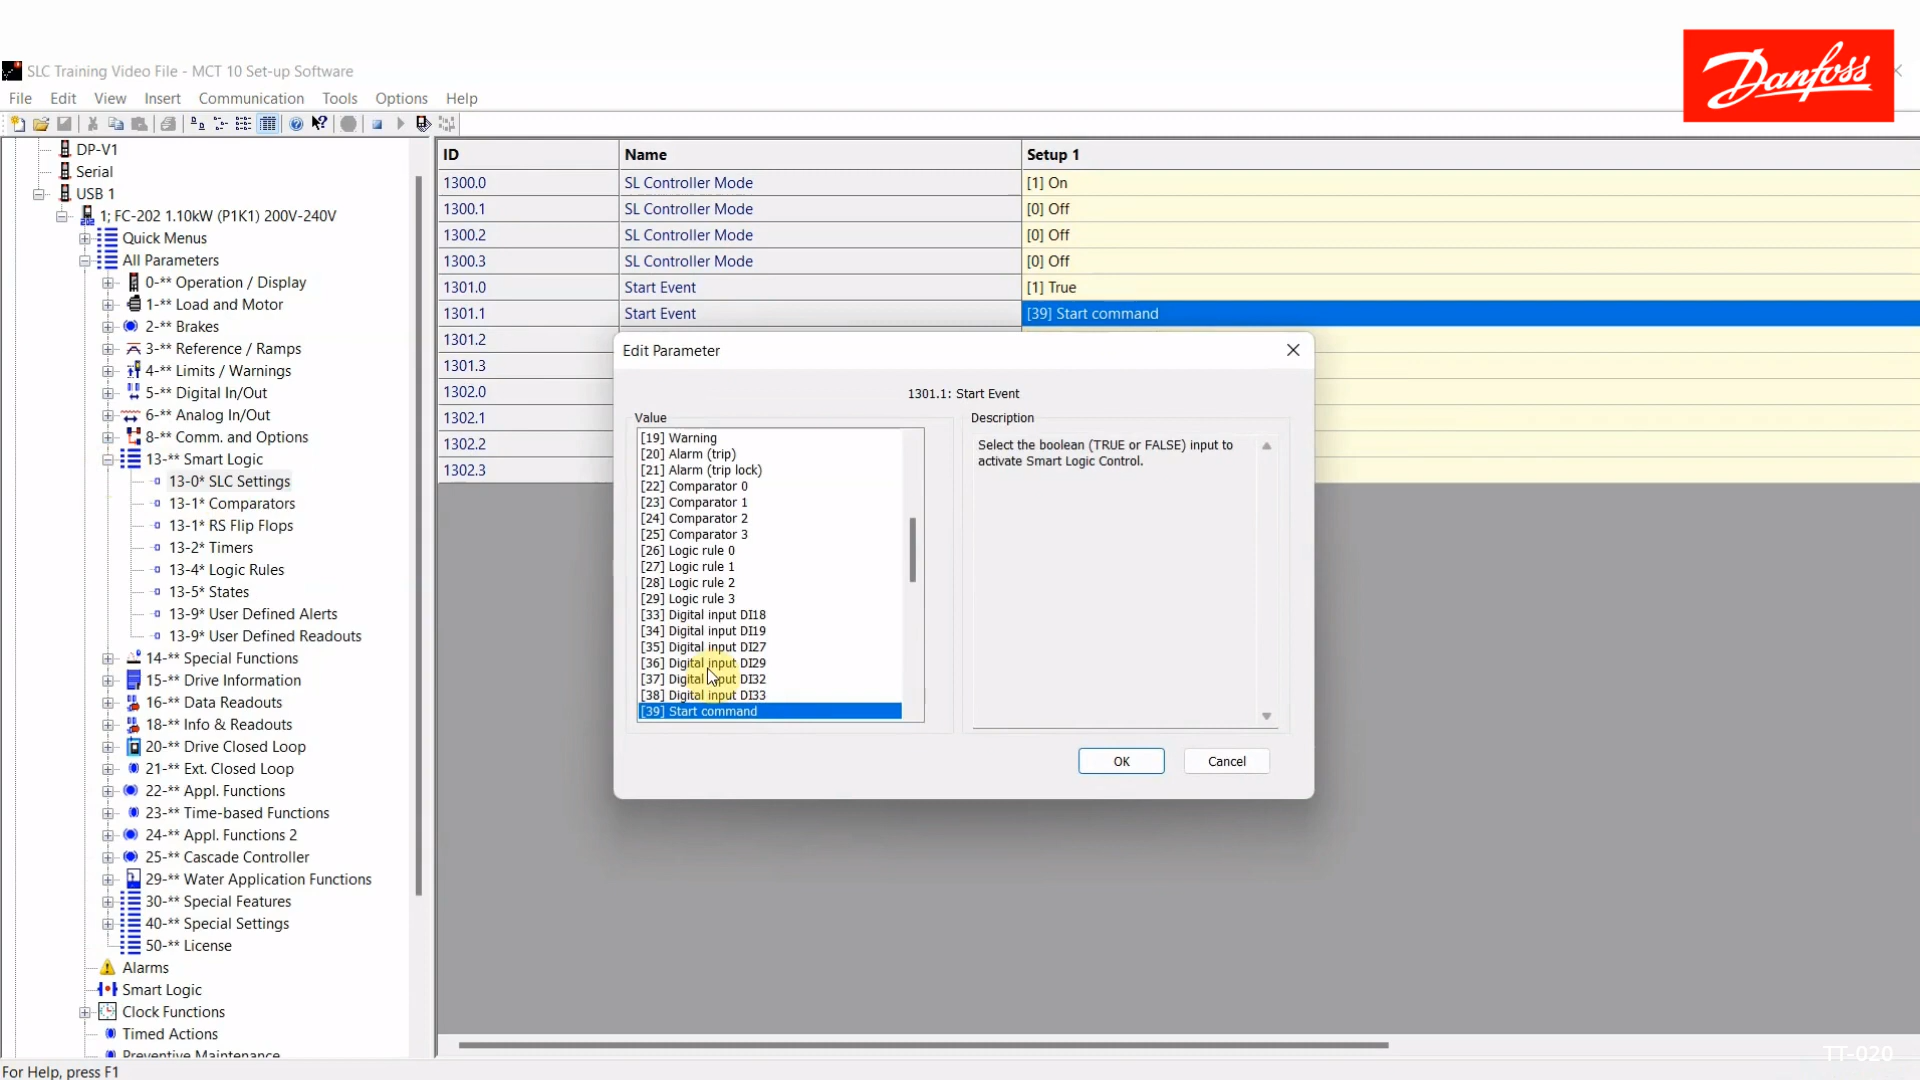 Danfoss
SLC Training Video File - MCT 10 Set-up Software
File Edit View Insert Communication Tools Options Help
DP-V1
Serial
USB 1
1; FC-202 1.10kW (P1K1) 200V-240V
Quick Menus
All Parameters
0-** Operation / Display
1-** Load and Motor
2-** Brakes
3-** Reference / Ramps
4-** Limits / Warnings
5-** Digital In/Out
6-** Analog In/Out
8-** Comm. and Options
13-** Smart Logic
13-0* SLC Settings
13-1* Comparators
13-1* RS Flip Flops
13-2* Timers
13-4* Logic Rules
13-5* States
13-9* User Defined Alerts
13-9* User Defined Readouts
14-** Special Functions
15-** Drive Information
16-** Data Readouts
18-** Info & Readouts
20-** Drive Closed Loop
21-** Ext. Closed Loop
22-** Appl. Functions
23-** Time-based Functions
24-** Appl. Functions 2
25-** Cascade Controller
29-** Water Application Functions
30-** Special Features
40-** Special Settings
50-** License
Alarms
Smart Logic
Clock Functions
Timed Actions
Preventive Maintenance
ID Name Setup 1
1300.0 SL Controller Mode [1] On
1300.1 SL Controller Mode [0] Off
1300.2 SL Controller Mode [0] Off
1300.3 SL Controller Mode [0] Off
1301.0 Start Event [1] True
1301.1 Start Event [39] Start command
1301.2
1301.3
1302.0
1302.1
1302.2
1302.3
Edit Parameter
1301.1: Start Event
Value
[19] Warning
[20] Alarm (trip)
[21] Alarm (trip lock)
[22] Comparator 0
[23] Comparator 1
[24] Comparator 2
[25] Comparator 3
[26] Logic rule 0
[27] Logic rule 1
[28] Logic rule 2
[29] Logic rule 3
[33] Digital input DI18
[34] Digital input DI19
[35] Digital input DI27
[36] Digital input DI29
[37] Digital input DI32
[38] Digital input DI33
[39] Start command
Description
Select the boolean (TRUE or FALSE) input to
activate Smart Logic Control.
OK Cancel
TT-020
For Help, press F1